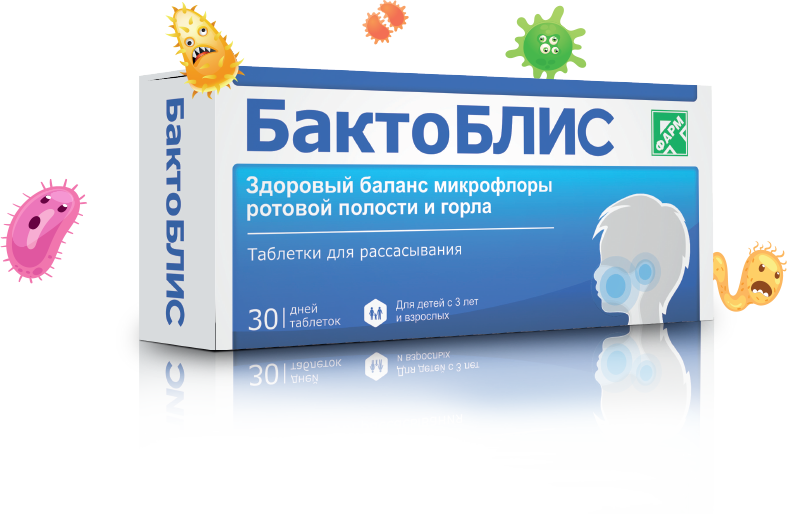 БактоБЛИС
БактоБЛИС
ФАРМ
Здоровый баланс микрофлоры
ротовой полости и горла
Таблетки для рассасывания
30 дней
таблеток
Для детей с 3 лет
и взрослых